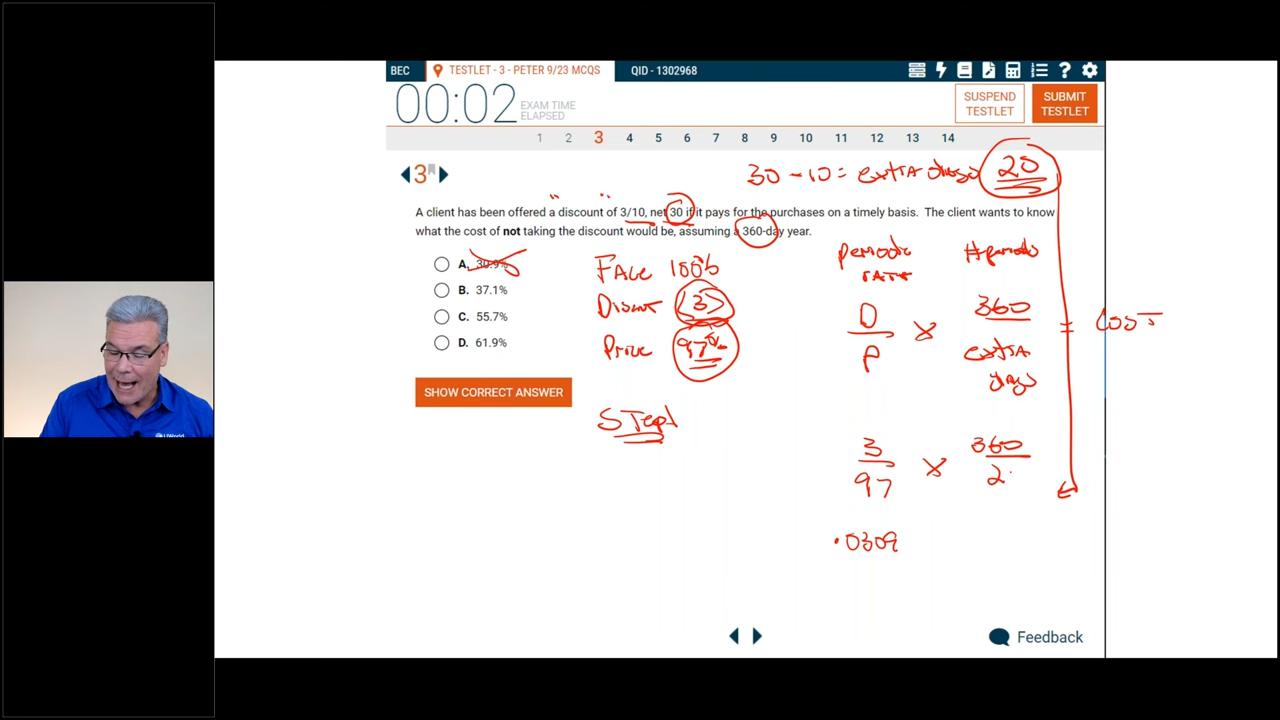 BEC TESTLET - 3 - PETER 9/23 MCQS QID - 1302968
00:02 EXAM TIME ELAPSED
SUSPEND TESTLET
SUBMIT TESTLET
1 2 3 4 5 6 7 8 9 10 11 12 13 14
3
30 - 10 = extra days 20
A client has been offered a discount of 3/10, net 30 if it pays for the purchases on a timely basis. The client wants to know
what the cost of not taking the discount would be, assuming a 360-day year.
A. 30.9%
B. 37.1%
C. 55.7%
D. 61.9%
SHOW CORRECT ANSWER
Face 100%
Discount (3)
Price 97%
Step 1
periodic rate
# periods
D / P × 360 / extra days = Cost
3 / 97 × 360 / 2
.0309
Feedback
UWorld